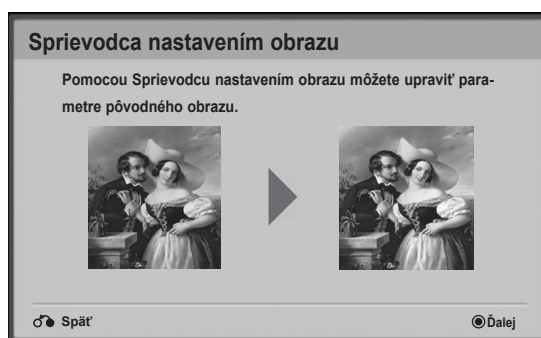 Sprievodca nastavením obrazu
Pomocou Sprievodcu nastavením obrazu môžete upraviť para-
metre pôvodného obrazu.
Späť
Ďalej